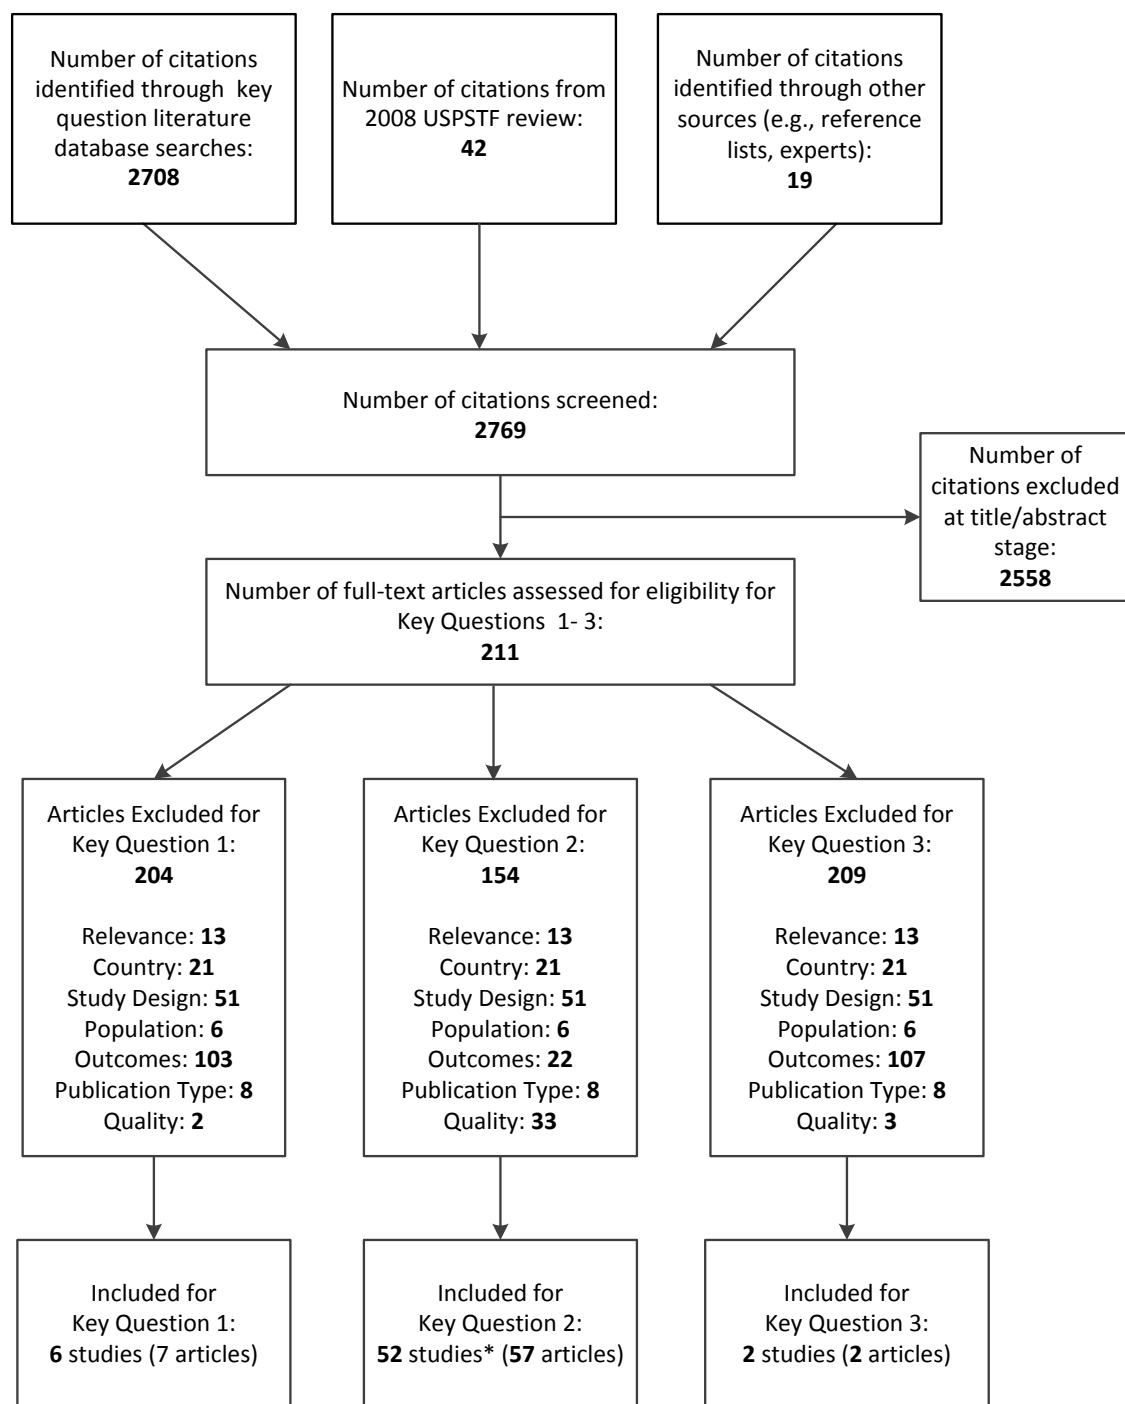 Number of citations
identified through key
question literature
database searches:
2708
Number of citations from
2008 USPSTF review:
42
Number of citations
identified through other
sources (e.g., reference
lists, experts):
19
Number of citations screened:
2769
Number of
citations excluded
at title/abstract
stage:
2558
Number of full-text articles assessed for eligibility for
Key Questions 1- 3:
211
Articles Excluded for
Key Question 1:
204
Relevance: 13
Country: 21
Study Design: 51
Population: 6
Outcomes: 103
Publication Type: 8
Quality: 2
Articles Excluded for
Key Question 2:
154
Relevance: 13
Country: 21
Study Design: 51
Population: 6
Outcomes: 22
Publication Type: 8
Quality: 33
Articles Excluded for
Key Question 3:
209
Relevance: 13
Country: 21
Study Design: 51
Population: 6
Outcomes: 107
Publication Type: 8
Quality: 3
Included for
Key Question 1:
6 studies (7 articles)
Included for
Key Question 2:
52 studies* (57 articles)
Included for
Key Question 3:
2 studies (2 articles)